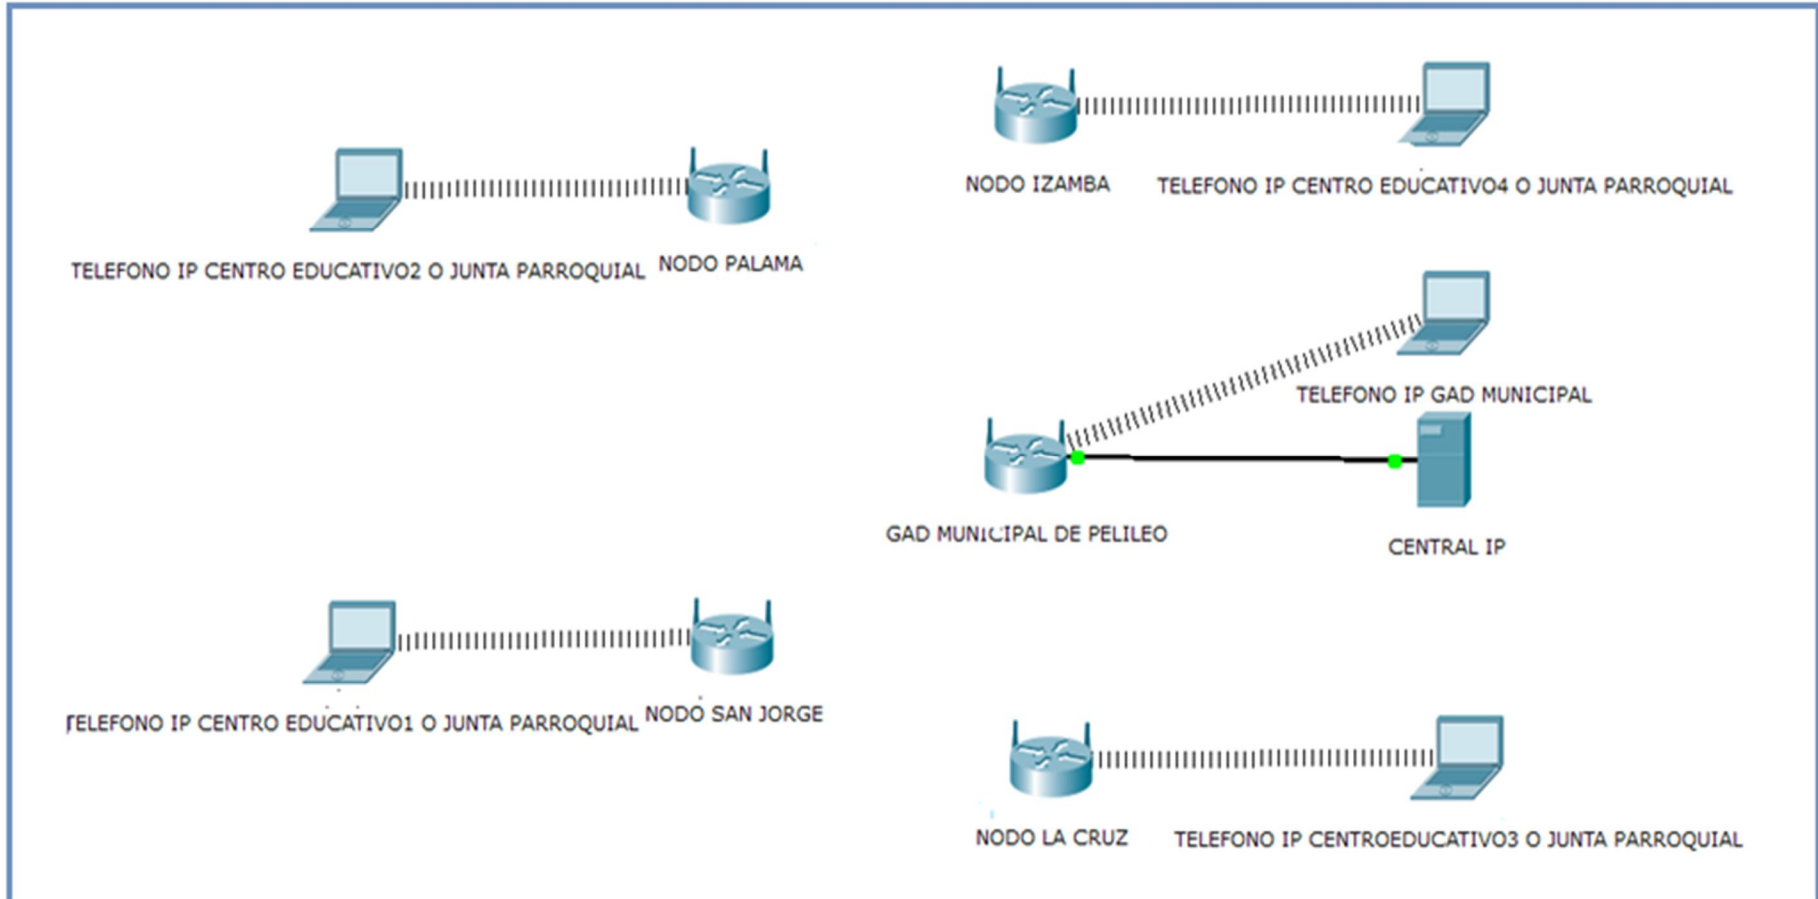 NODO IZAMBA
TELEFONO IP CENTRO EDUCATIVO4 O JUNTA PARROQUIAL
TELEFONO IP CENTRO EDUCATIVO2 O JUNTA PARROQUIAL
NODO PALAMA
TELEFONO IP GAD MUNICIPAL
GAD MUNICIPAL DE PELILEO
CENTRAL IP
TELEFONO IP CENTRO EDUCATIVO1 O JUNTA PARROQUIAL
NODO SAN JORGE
NODO LA CRUZ
TELEFONO IP CENTROEDUCATIVO3 O JUNTA PARROQUIAL